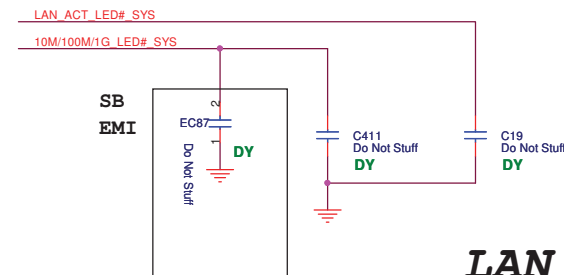 LAN_ACT_LED#_SYS
10M/100M/1G_LED#_SYS
SB
EMI
2
EC87
1
Do Not Stuff
DY
C411
Do Not Stuff
DY
C19
Do Not Stuff
DY
LAN